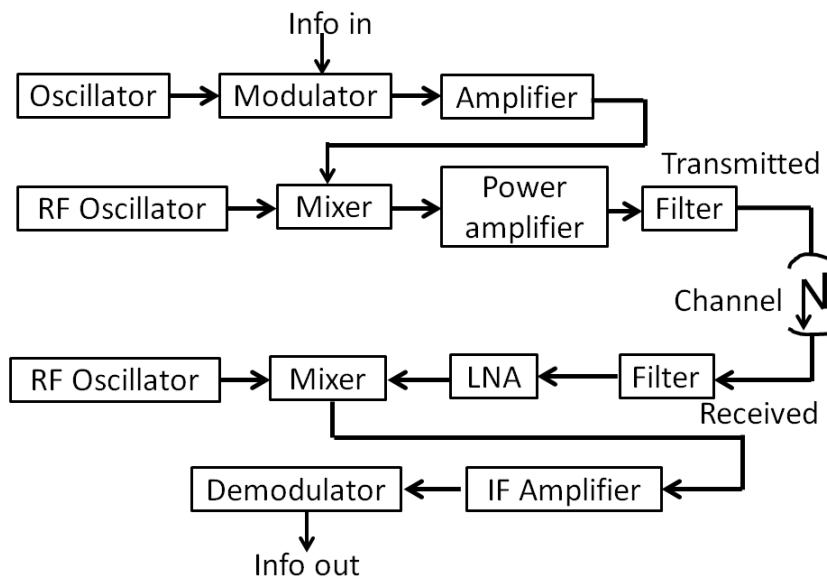 Info in
Oscillator
Modulator
Amplifier
RF Oscillator
Mixer
Power
amplifier
Filter
Transmitted
Channel
RF Oscillator
Mixer
LNA
Filter
Received
Demodulator
IF Amplifier
Info out